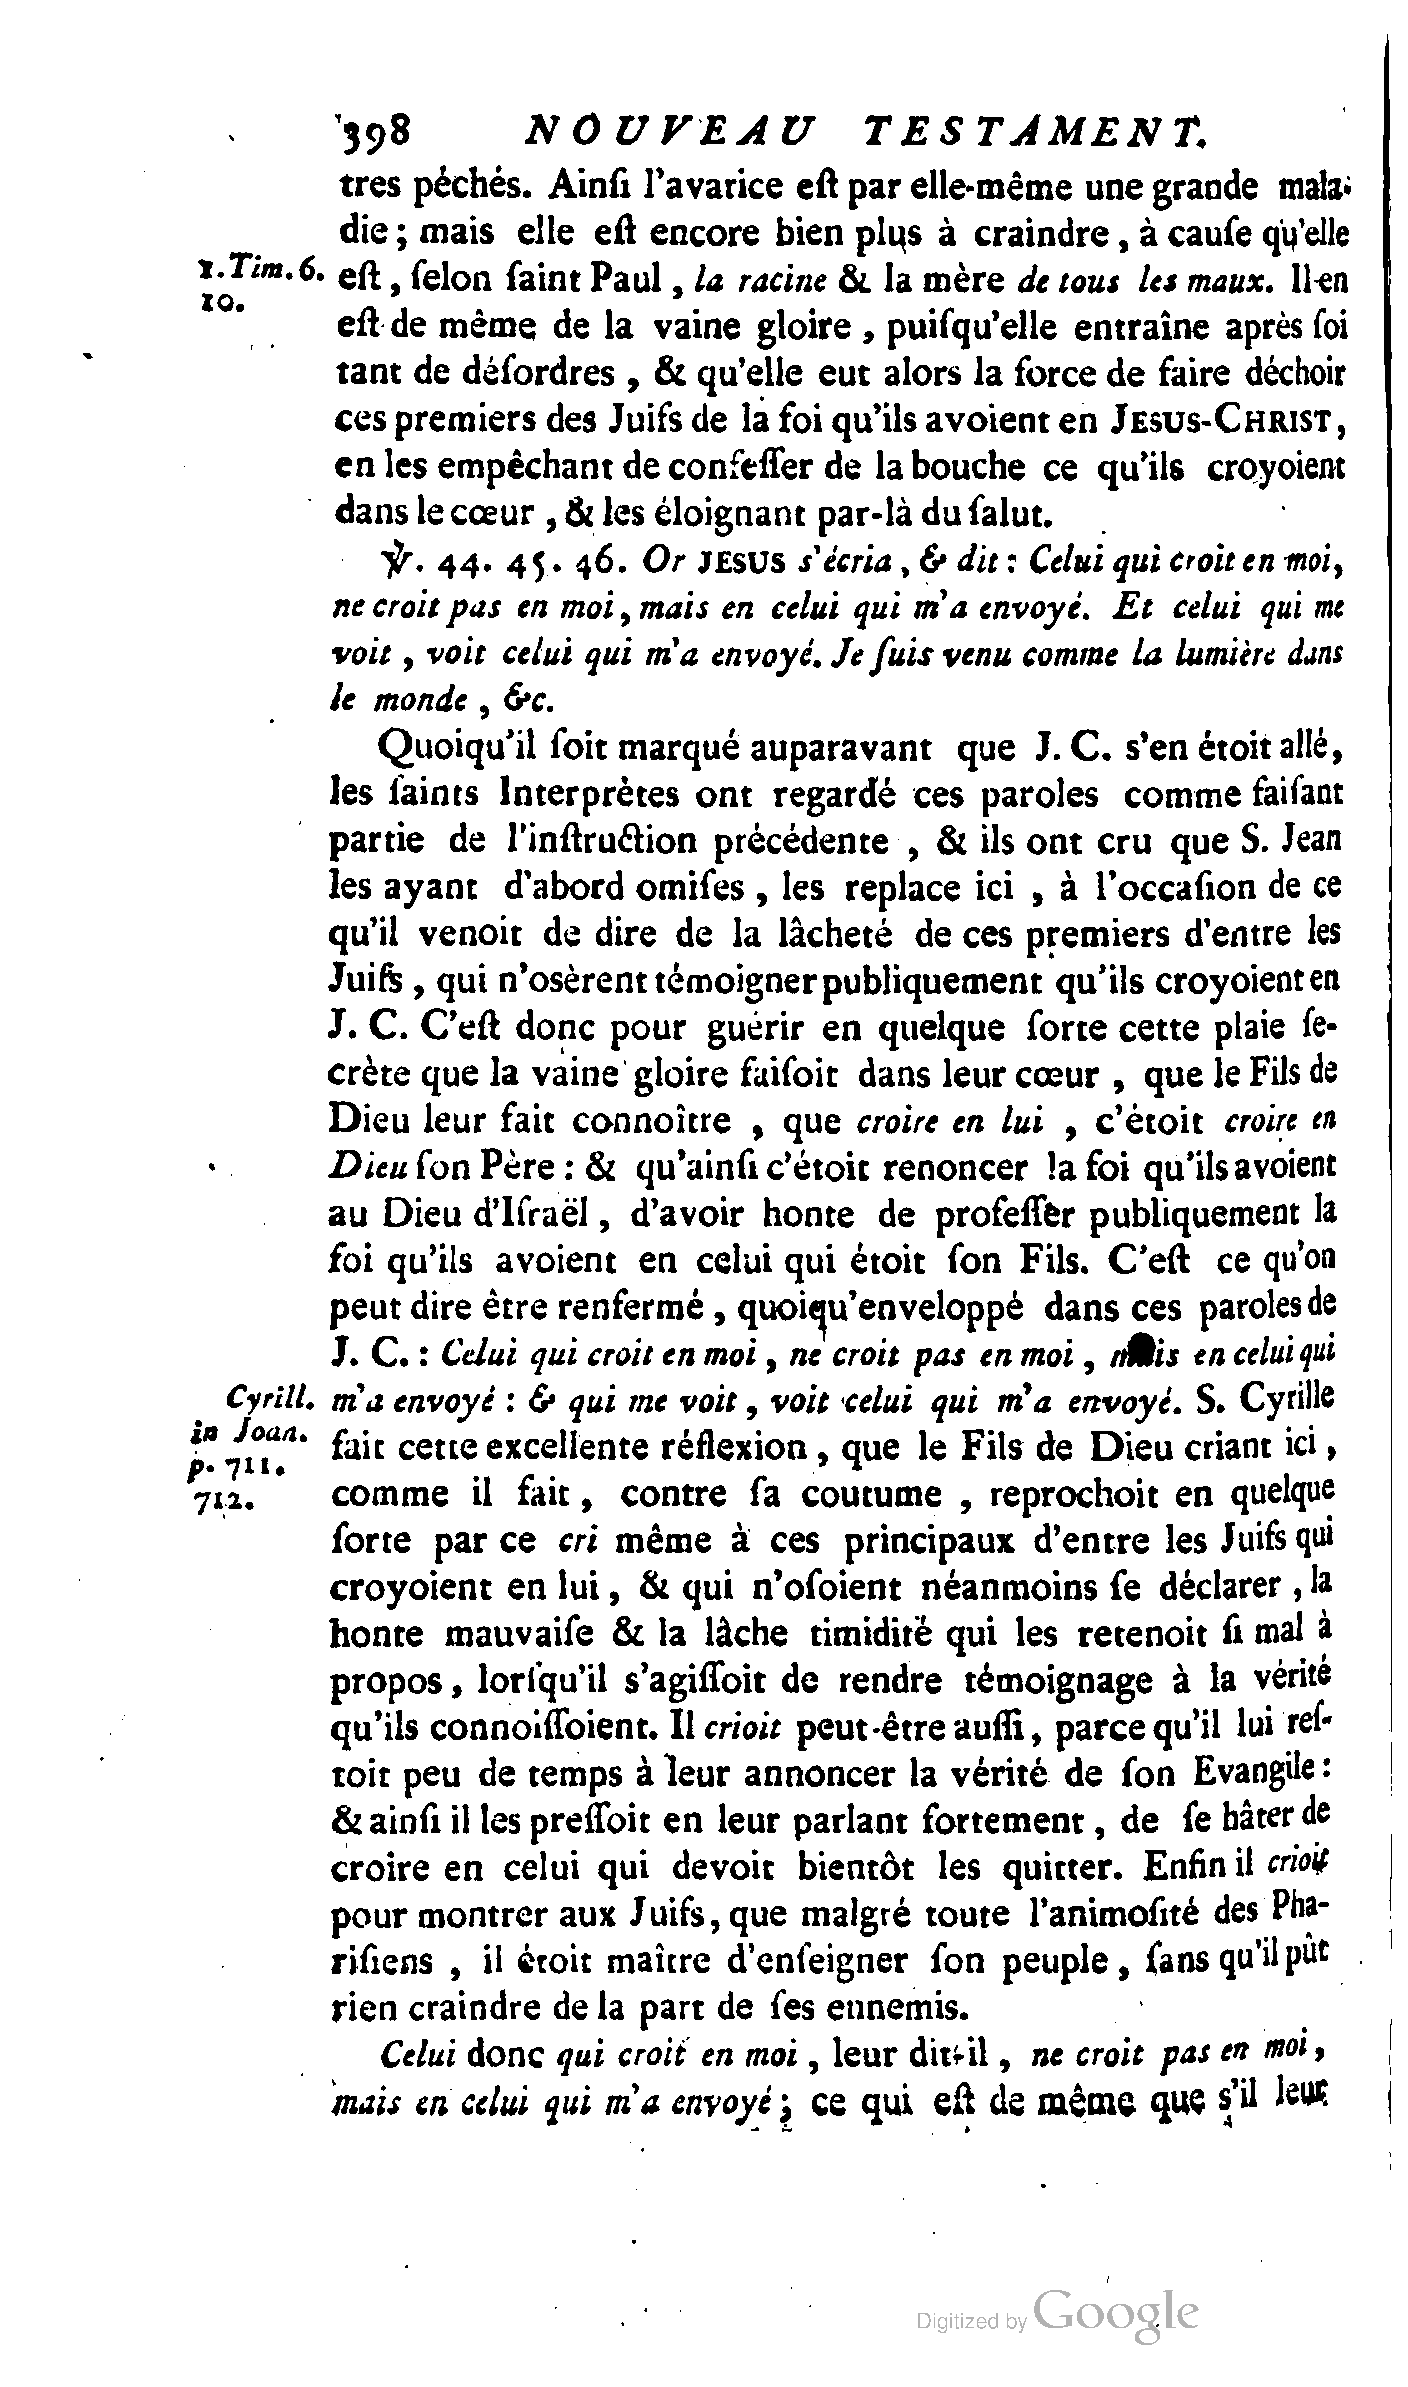 398 NOUVEAU TESTAMENT.
tres péchés. Ainſi l'avarice eſt par elle-même une grande mala-
die ; mais elle eſt encore bien plus à craindre , à cauſe qu'elle
1. Tim. 6. eſt , ſelon ſaint Paul , la racine & la mère de tous les maux. Il en
10.
eſt de même de la vaine gloire , puiſqu'elle entraîne après ſoi
tant de déſordres , & qu'elle eut alors la force de faire déchoir
ces premiers des Juifs de la foi qu'ils avoient en JESUS-CHRIST,
en les empêchant de confeſſer de la bouche ce qu'ils croyoient
dans le cœur , & les éloignant par-là du ſalut.
℣. 44. 45. 46. Or JESUS s'écria , & dit : Celui qui croit en moi,
ne croit pas en moi, mais en celui qui m'a envoyé. Et celui qui me
voit , voit celui qui m'a envoyé. Je ſuis venu comme la lumière dans
le monde , &c.
Quoiqu'il ſoit marqué auparavant que J. C. s'en étoit allé,
les ſaints Interprètes ont regardé ces paroles comme faiſant
partie de l'inſtruction précédente , & ils ont cru que S. Jean
les ayant d'abord omiſes , les replace ici , à l'occaſion de ce
qu'il venoit de dire de la lâcheté de ces premiers d'entre les
Juifs , qui n'osèrent témoigner publiquement qu'ils croyoient en
J. C. C'eſt donc pour guérir en quelque ſorte cette plaie ſe-
crète que la vaine gloire faiſoit dans leur cœur , que le Fils de
Dieu leur fait connoître , que croire en lui , c'étoit croire en
Dieu ſon Père : & qu'ainſi c'étoit renoncer la foi qu'ils avoient
au Dieu d'Iſraël , d'avoir honte de profeſſer publiquement la
foi qu'ils avoient en celui qui étoit ſon Fils. C'eſt ce qu'on
peut dire être renfermé , quoiqu'enveloppé dans ces paroles de
J. C. : Celui qui croit en moi , ne croit pas en moi , mais en celui qui
Cyrill. m'a envoyé : & qui me voit , voit celui qui m'a envoyé. S. Cyrille
in Joan. fait cette excellente réflexion , que le Fils de Dieu criant ici ,
p. 711.
712. comme il fait , contre ſa coutume , reprochoit en quelque
ſorte par ce cri même à ces principaux d'entre les Juifs qui
croyoient en lui , & qui n'oſoient néanmoins ſe déclarer , la
honte mauvaiſe & la lâche timidité qui les retenoit ſi mal à
propos , lorſqu'il s'agiſſoit de rendre témoignage à la vérité
qu'ils connoiſſoient. Il crioit peut-être auſſi , parce qu'il lui reſ-
toit peu de temps à leur annoncer la vérité de ſon Evangile :
& ainſi il les preſſoit en leur parlant fortement , de ſe hâter de
croire en celui qui devoit bientôt les quitter. Enfin il crioit
pour montrer aux Juifs, que malgré toute l'animoſité des Pha-
riſiens , il étoit maître d'enſeigner ſon peuple , ſans qu'il pût
rien craindre de la part de ſes ennemis.
Celui donc qui croit en moi , leur dit-il , ne croit pas en moi ,
mais en celui qui m'a envoyé ; ce qui eſt de même que s'il leur
Digitized by Google